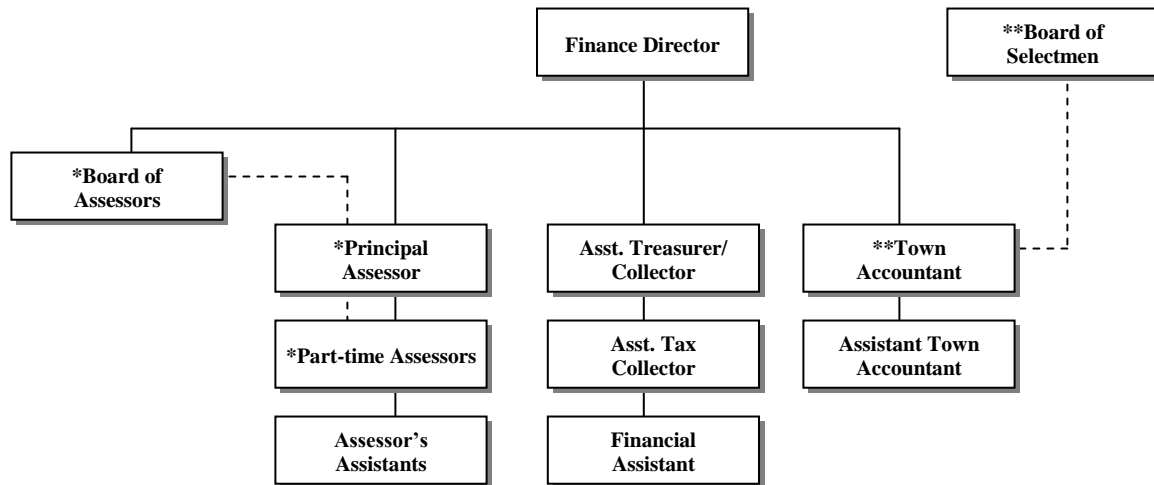 Finance Director
**Board of
Selectmen
*Board of
Assessors
*Principal
Assessor
Asst. Treasurer/
Collector
**Town
Accountant
*Part-time Assessors
Asst. Tax
Collector
Assistant Town
Accountant
Assessor’s
Assistants
Financial
Assistant